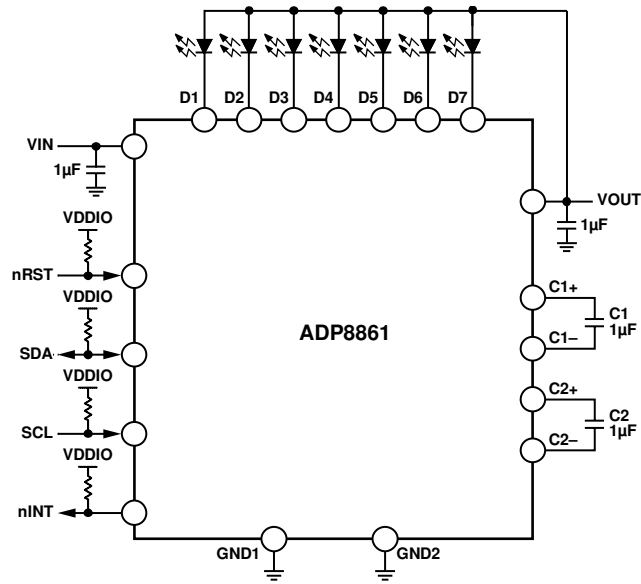 D1 D2 D3 D4 D5 D6 D7
VIN
1µF
VOUT
1µF
VDDIO
nRST
VDDIO
SDA
VDDIO
SCL
VDDIO
nINT
ADP8861
C1+
C1
1µF
C1–
C2+
C2
1µF
C2–
GND1
GND2